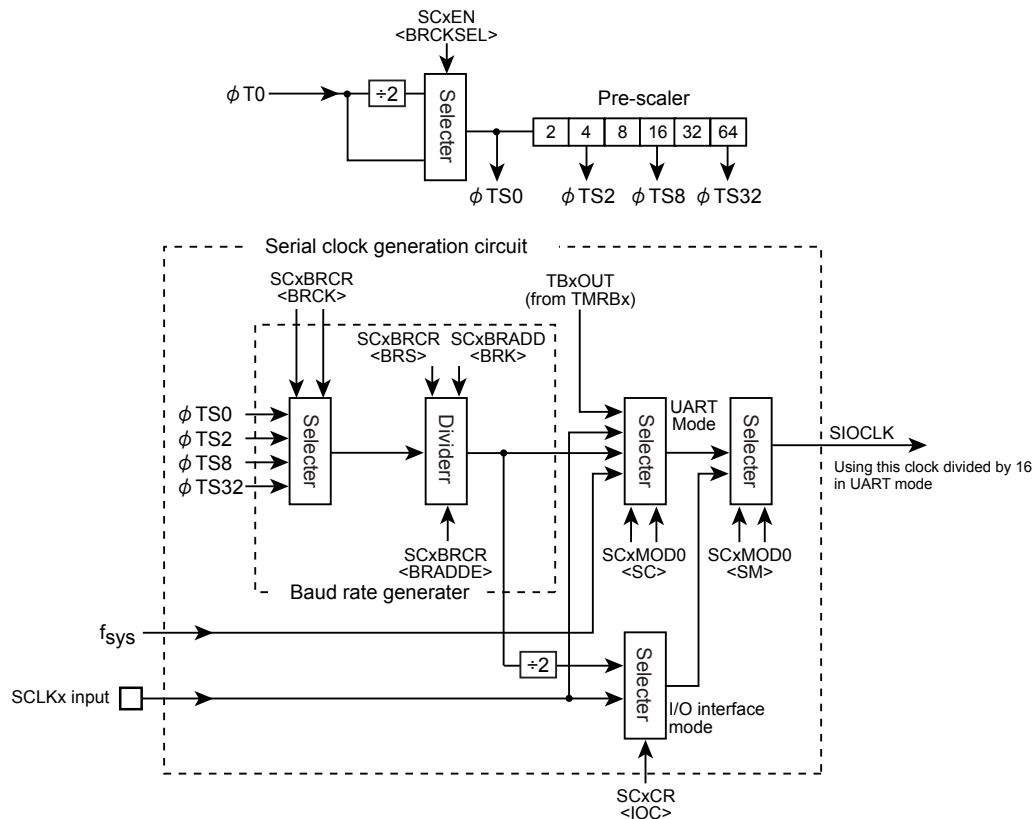 SCxEN
<BRCKSEL>
ϕT0
÷2
Selecter
Pre-scaler
2 4 8 16 32 64
ϕTS0
ϕTS2
ϕTS8
ϕTS32
Serial clock generation circuit
SCxBRCR
<BRCK>
TBxOUT
(from TMRBx)
SCxBRCR
<BRS>
SCxBRADD
<BRK>
ϕTS0
ϕTS2
ϕTS8
ϕTS32
Selecter
Dividerr
Selecter
UART
Mode
Selecter
SIOCLK
Using this clock divided by 16
in UART mode
SCxBRCR
<BRADDE>
SCxMOD0
<SC>
SCxMOD0
<SM>
Baud rate generater
fsys
÷2
Selecter
SCLKx input
I/O interface
mode
SCxCR
<IOC>